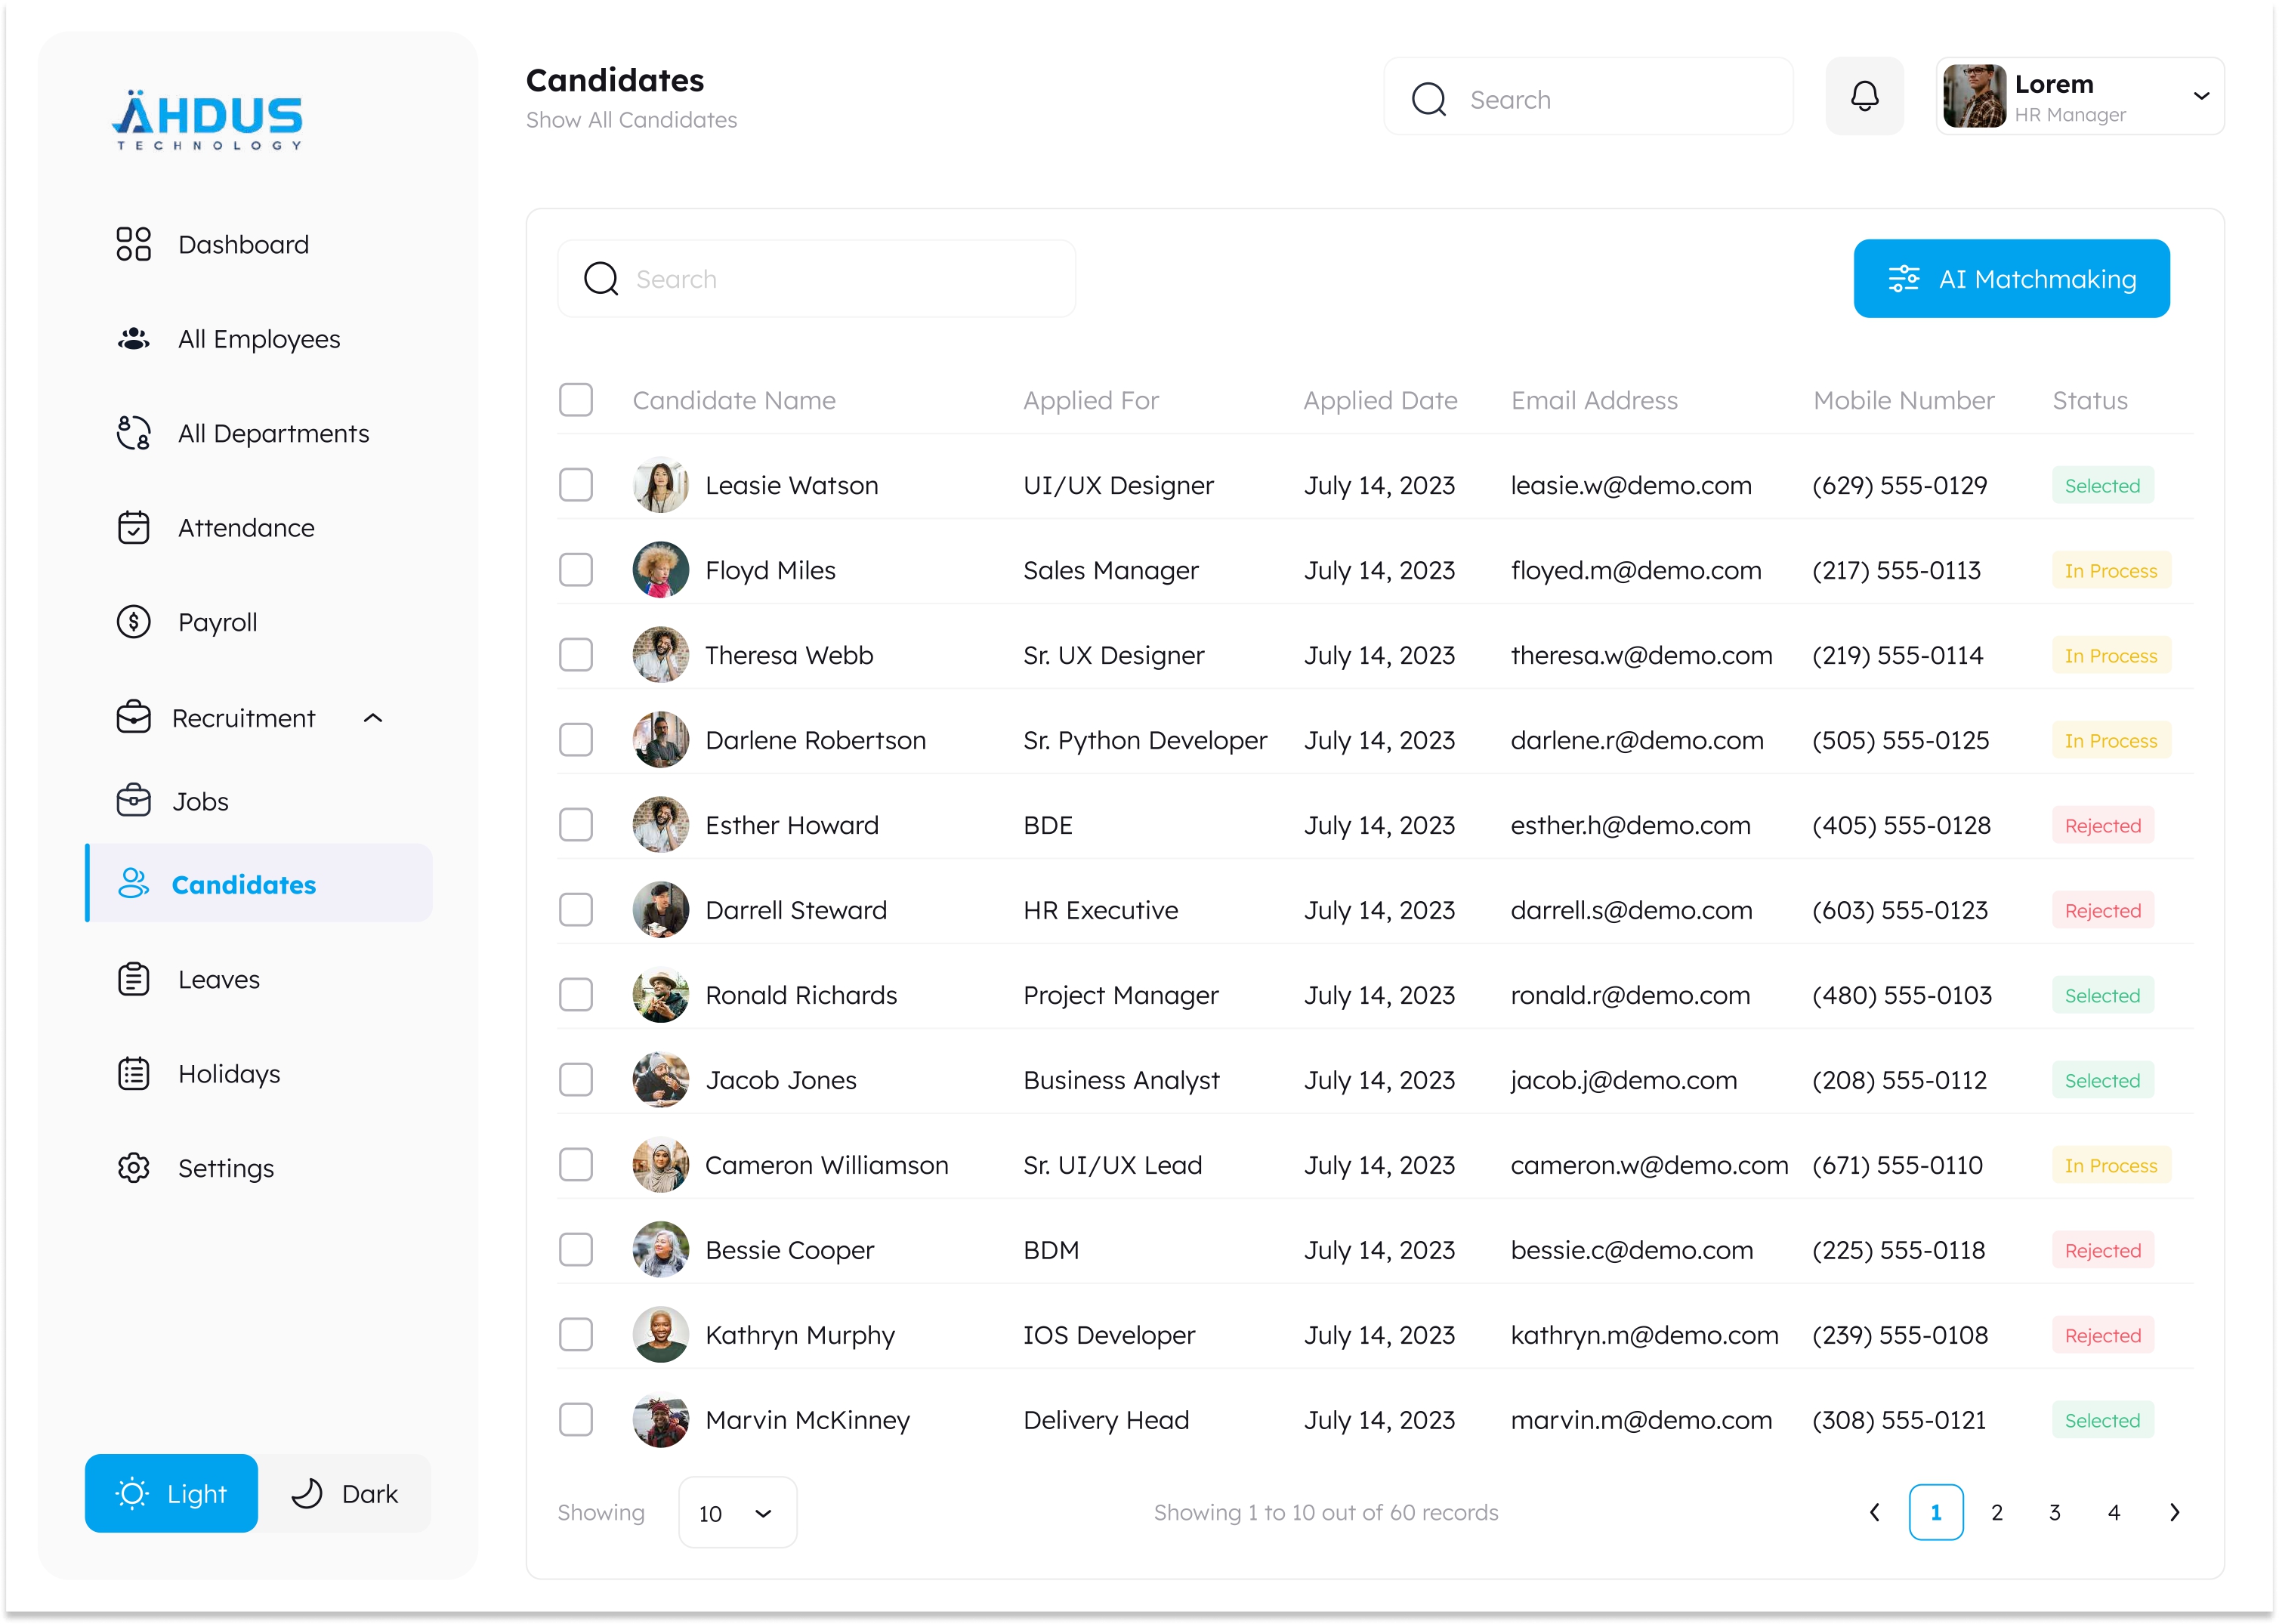 ÄHDUS
TECHNOLOGY
Dashboard
All Employees
All Departments
Attendance
Payroll
Recruitment
Jobs
Candidates
Leaves
Holidays
Settings
Light Dark
Candidates
Show All Candidates
Search
Lorem
HR Manager
Search
AI Matchmaking
Candidate Name Applied For Applied Date Email Address Mobile Number Status
Leasie Watson UI/UX Designer July 14, 2023 leasie.w@demo.com (629) 555-0129 Selected
Floyd Miles Sales Manager July 14, 2023 floyed.m@demo.com (217) 555-0113 In Process
Theresa Webb Sr. UX Designer July 14, 2023 theresa.w@demo.com (219) 555-0114 In Process
Darlene Robertson Sr. Python Developer July 14, 2023 darlene.r@demo.com (505) 555-0125 In Process
Esther Howard BDE July 14, 2023 esther.h@demo.com (405) 555-0128 Rejected
Darrell Steward HR Executive July 14, 2023 darrell.s@demo.com (603) 555-0123 Rejected
Ronald Richards Project Manager July 14, 2023 ronald.r@demo.com (480) 555-0103 Selected
Jacob Jones Business Analyst July 14, 2023 jacob.j@demo.com (208) 555-0112 Selected
Cameron Williamson Sr. UI/UX Lead July 14, 2023 cameron.w@demo.com (671) 555-0110 In Process
Bessie Cooper BDM July 14, 2023 bessie.c@demo.com (225) 555-0118 Rejected
Kathryn Murphy IOS Developer July 14, 2023 kathryn.m@demo.com (239) 555-0108 Rejected
Marvin McKinney Delivery Head July 14, 2023 marvin.m@demo.com (308) 555-0121 Selected
Showing 10 Showing 1 to 10 out of 60 records 1 2 3 4